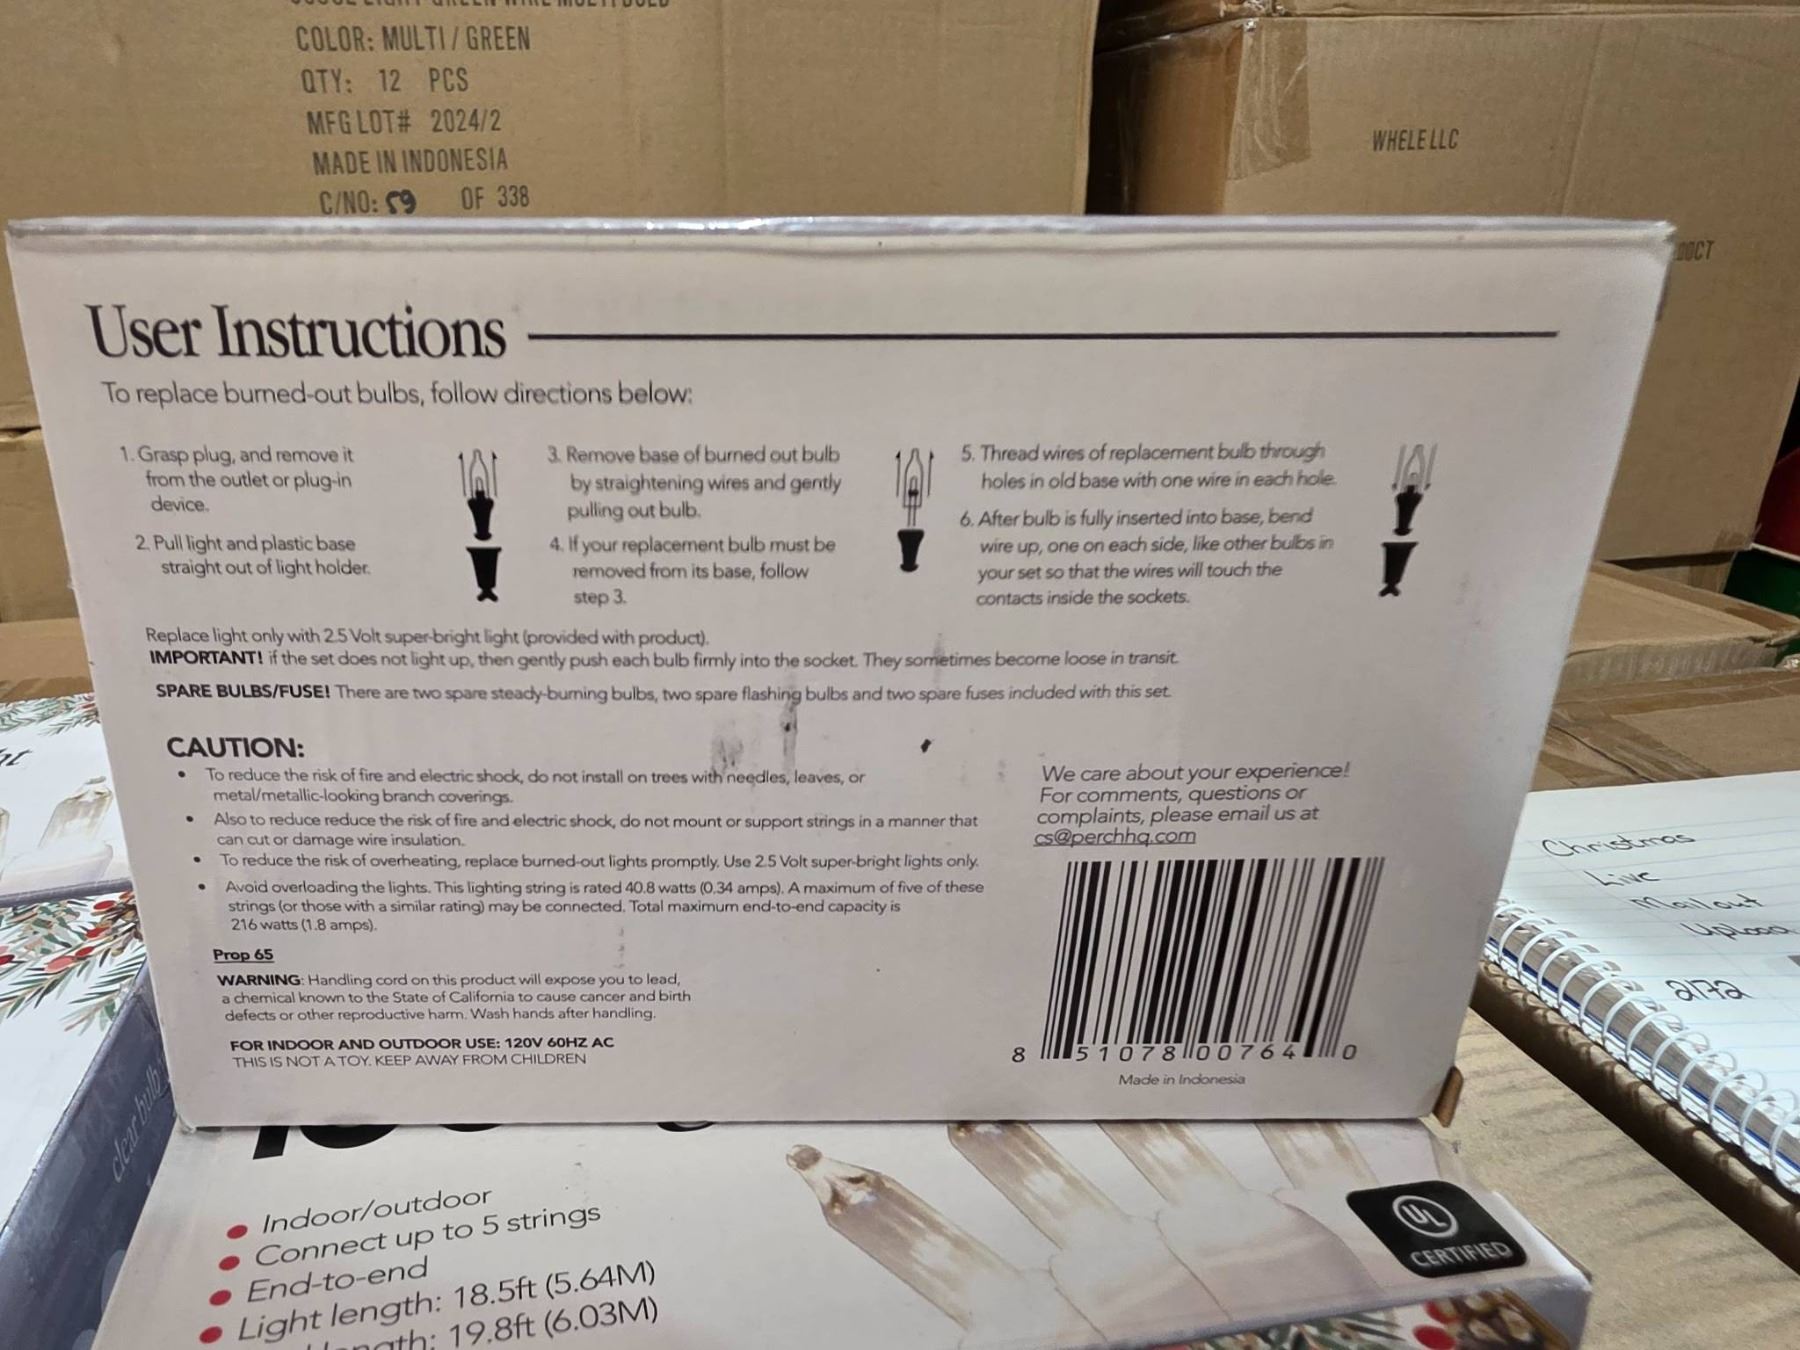 COLOR: MULTI / GREEN
QTY: 12 PCS
MFG LOT# 2024/2
MADE IN INDONESIA
C/NO: 59 OF 338
WHELE LLC
User Instructions
To replace burned-out bulbs, follow directions below:
1. Grasp plug, and remove it
from the outlet or plug-in
device.
2. Pull light and plastic base
straight out of light holder.
3. Remove base of burned out bulb
by straightening wires and gently
pulling out bulb.
4. If your replacement bulb must be
removed from its base, follow
step 3.
5. Thread wires of replacement bulb through
holes in old base with one wire in each hole.
6. After bulb is fully inserted into base, bend
wire up, one on each side, like other bulbs in
your set so that the wires will touch the
contacts inside the sockets.
Replace light only with 2.5 Volt super-bright light (provided with product).
IMPORTANT! if the set does not light up, then gently push each bulb firmly into the socket. They sometimes become loose in transit.
SPARE BULBS/FUSE! There are two spare steady-burning bulbs, two spare flashing bulbs and two spare fuses included with this set.
CAUTION:
• To reduce the risk of fire and electric shock, do not install on trees with needles, leaves, or
metal/metallic-looking branch coverings.
• Also to reduce reduce the risk of fire and electric shock, do not mount or support strings in a manner that
can cut or damage wire insulation.
• To reduce the risk of overheating, replace burned-out lights promptly. Use 2.5 Volt super-bright lights only.
• Avoid overloading the lights. This lighting string is rated 40.8 watts (0.34 amps). A maximum of five of these
strings (or those with a similar rating) may be connected. Total maximum end-to-end capacity is
216 watts (1.8 amps).
Prop 65
WARNING: Handling cord on this product will expose you to lead,
a chemical known to the State of California to cause cancer and birth
defects or other reproductive harm. Wash hands after handling.
FOR INDOOR AND OUTDOOR USE: 120V 60HZ AC
THIS IS NOT A TOY. KEEP AWAY FROM CHILDREN
We care about your experience!
For comments, questions or
complaints, please email us at
cs@perchhq.com
8 51078 00764 0
Made in Indonesia
Christmas
Live
Mailout
Upload
2172
clear bulb
• Indoor/outdoor
• Connect up to 5 strings
• End-to-end
• Light length: 18.5ft (5.64M)
19.8ft (6.03M)
UL
CERTIFIED